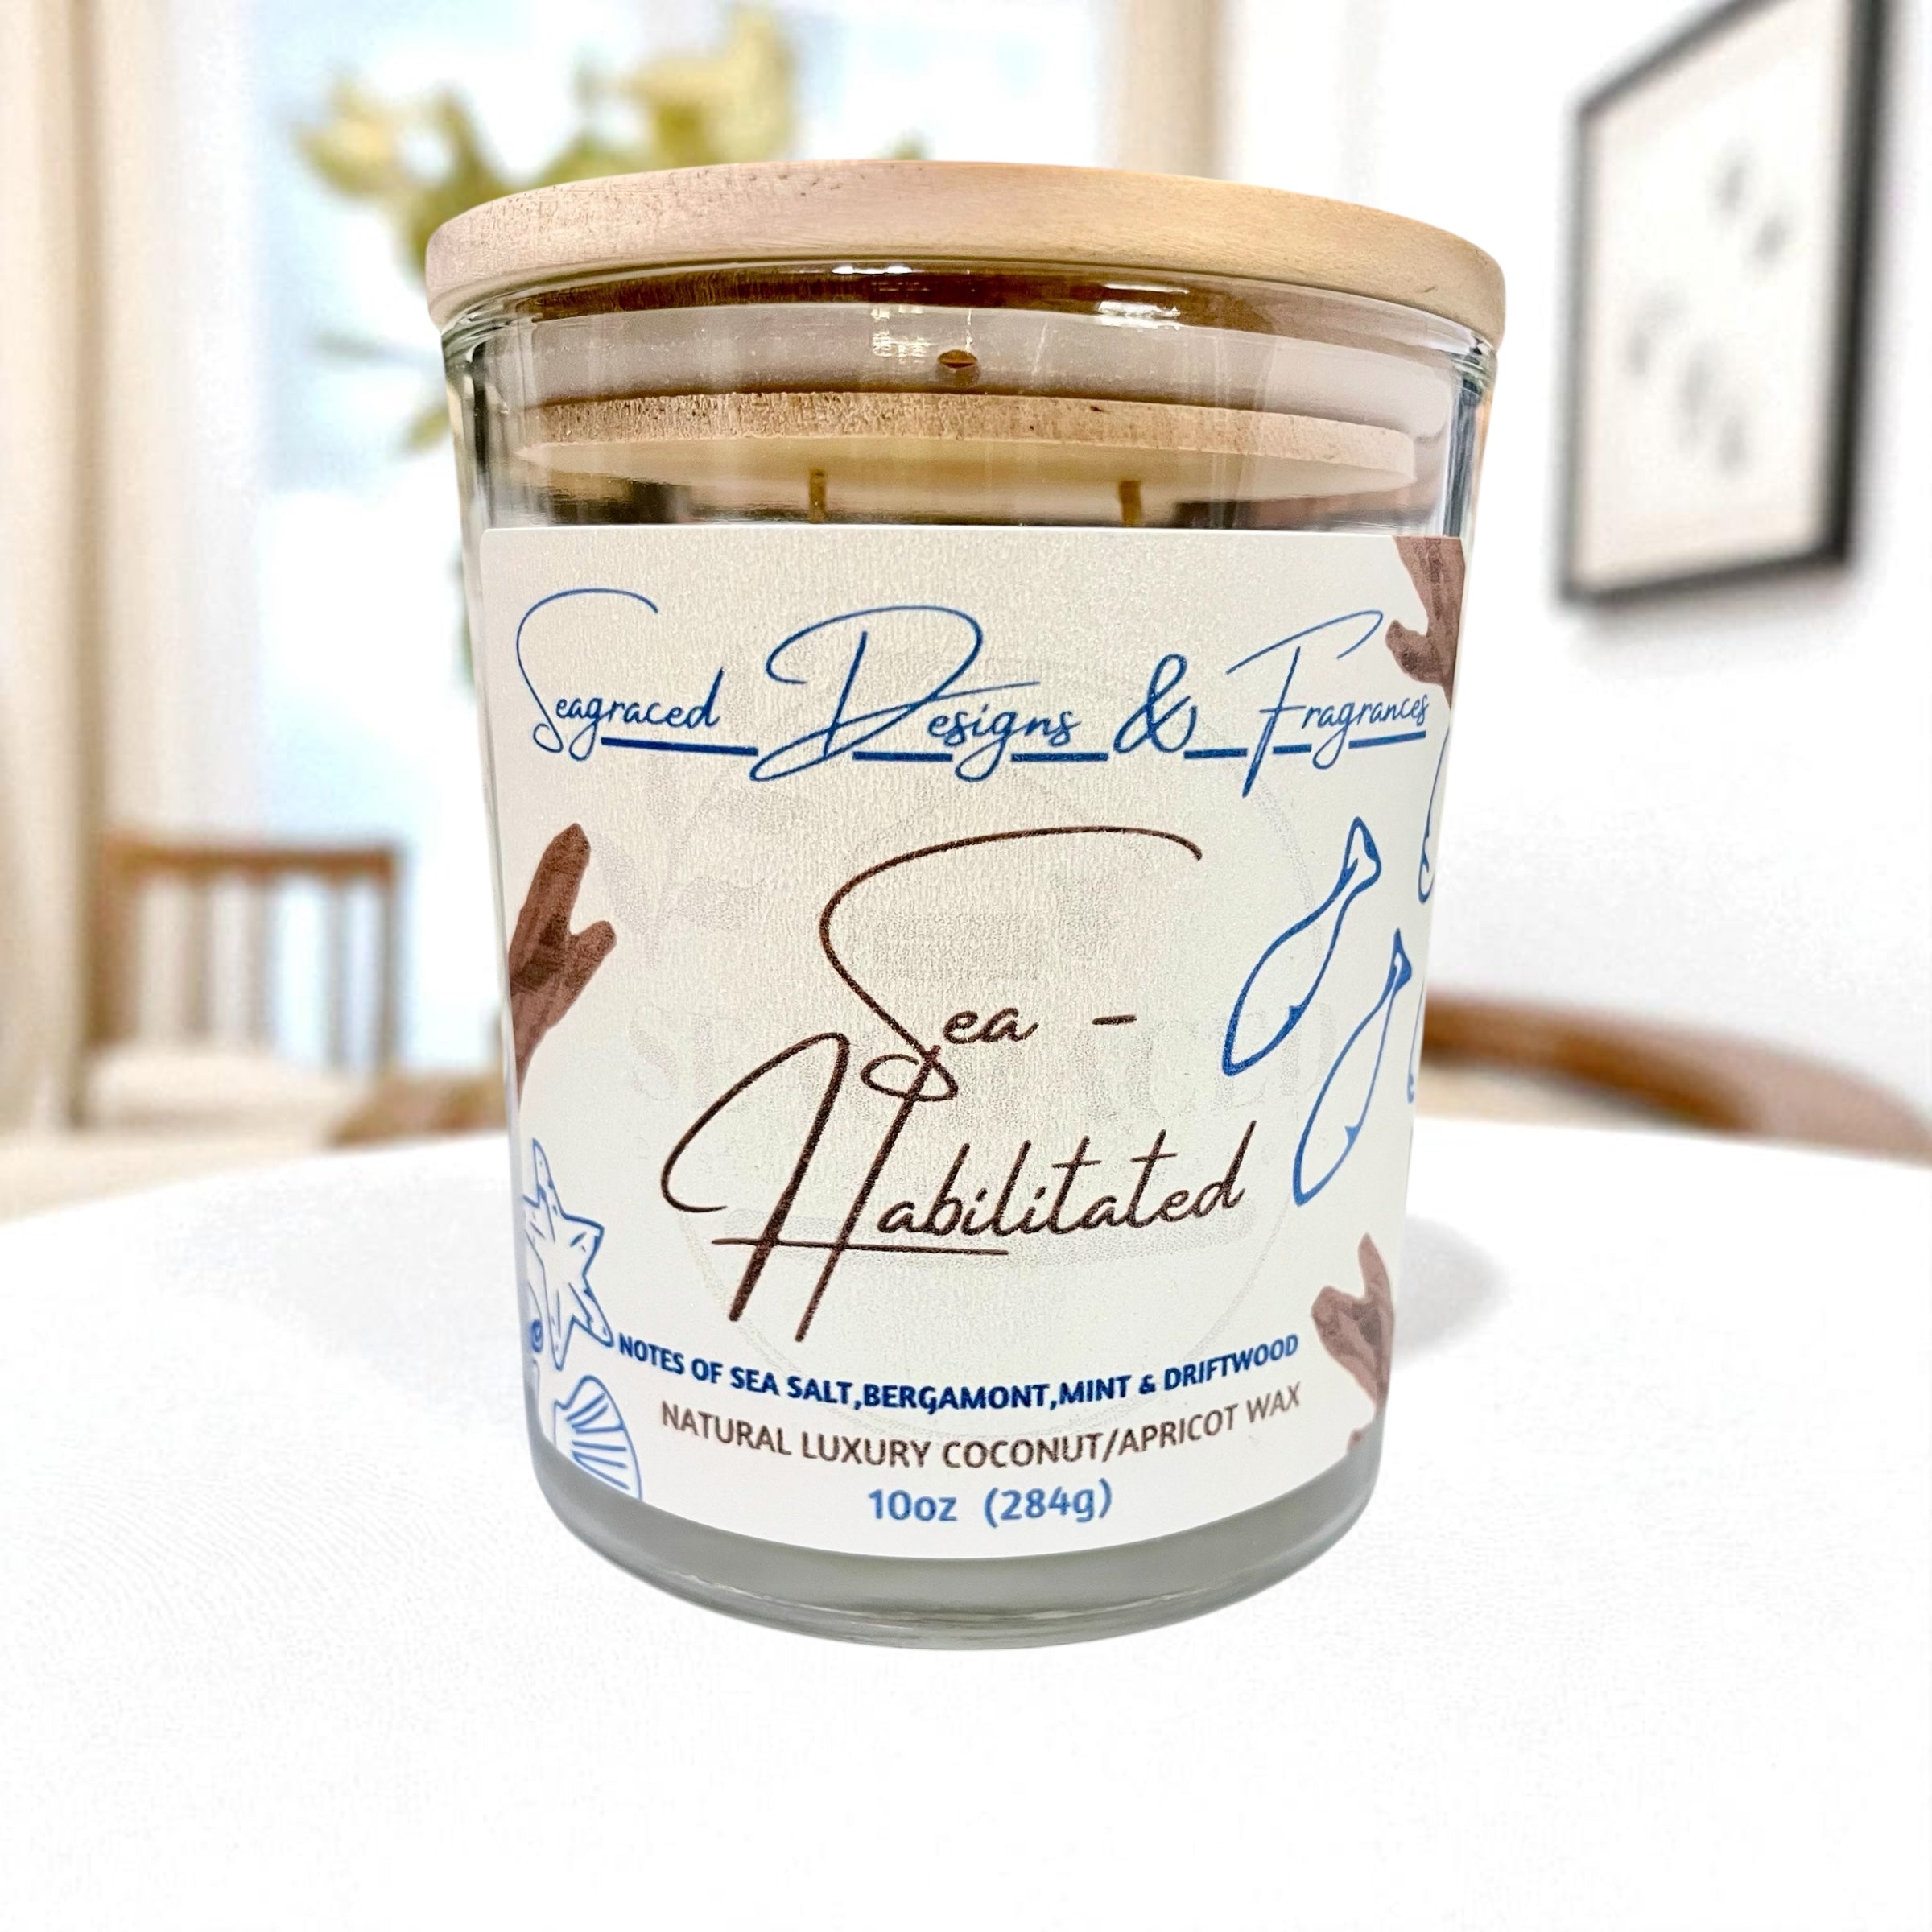 Seagraced Designs & Fragrances
Sea -
Habilitated
NOTES OF SEA SALT,BERGAMONT,MINT & DRIFTWOOD
NATURAL LUXURY COCONUT/APRICOT WAX
10oz (284g)